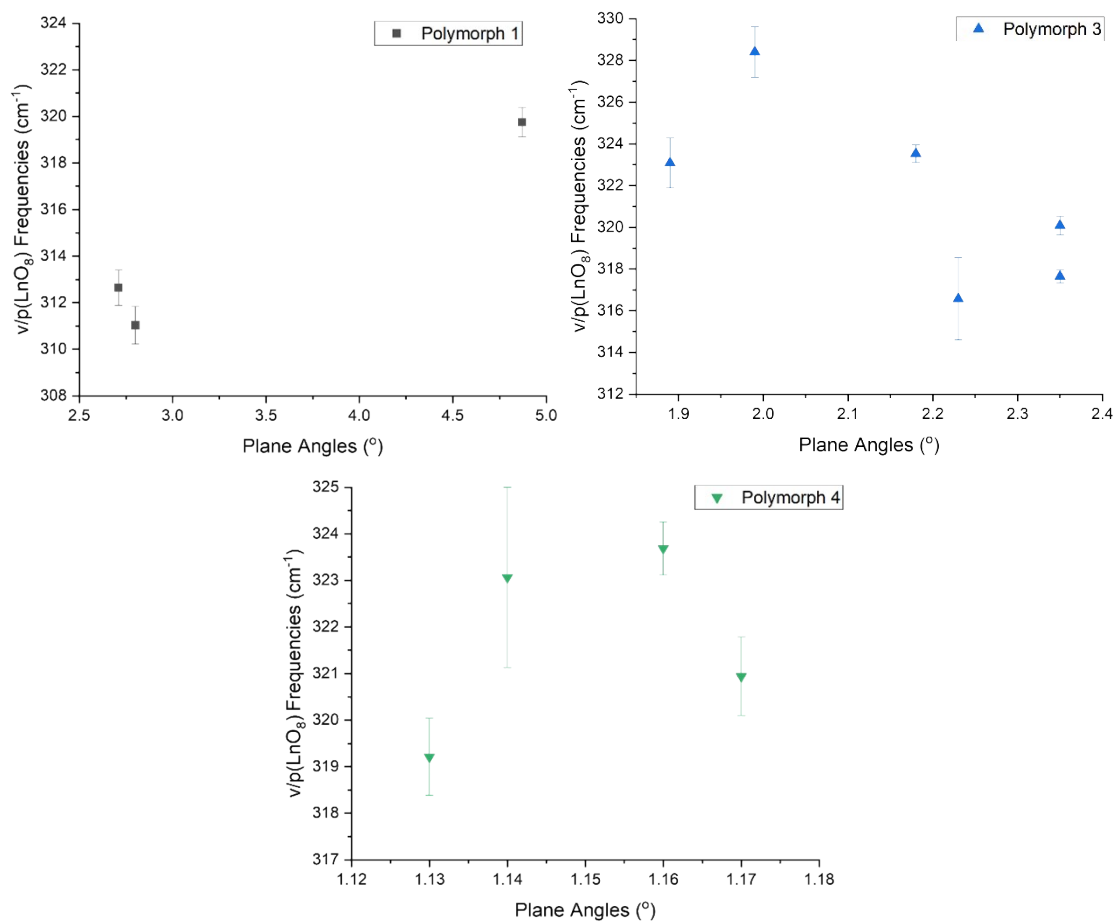 Polymorph 1
324
322
320
318
316
314
312
310
308
2.5 3.0 3.5 4.0 4.5 5.0
v/p(LnO₈) Frequencies (cm⁻¹)
Plane Angles (°)
Polymorph 3
330
328
326
324
322
320
318
316
314
312
1.9 2.0 2.1 2.2 2.3 2.4
v/p(LnO₈) Frequencies (cm⁻¹)
Plane Angles (°)
Polymorph 4
325
324
323
322
321
320
319
318
317
1.12 1.13 1.14 1.15 1.16 1.17 1.18
v/p(LnO₈) Frequencies (cm⁻¹)
Plane Angles (°)